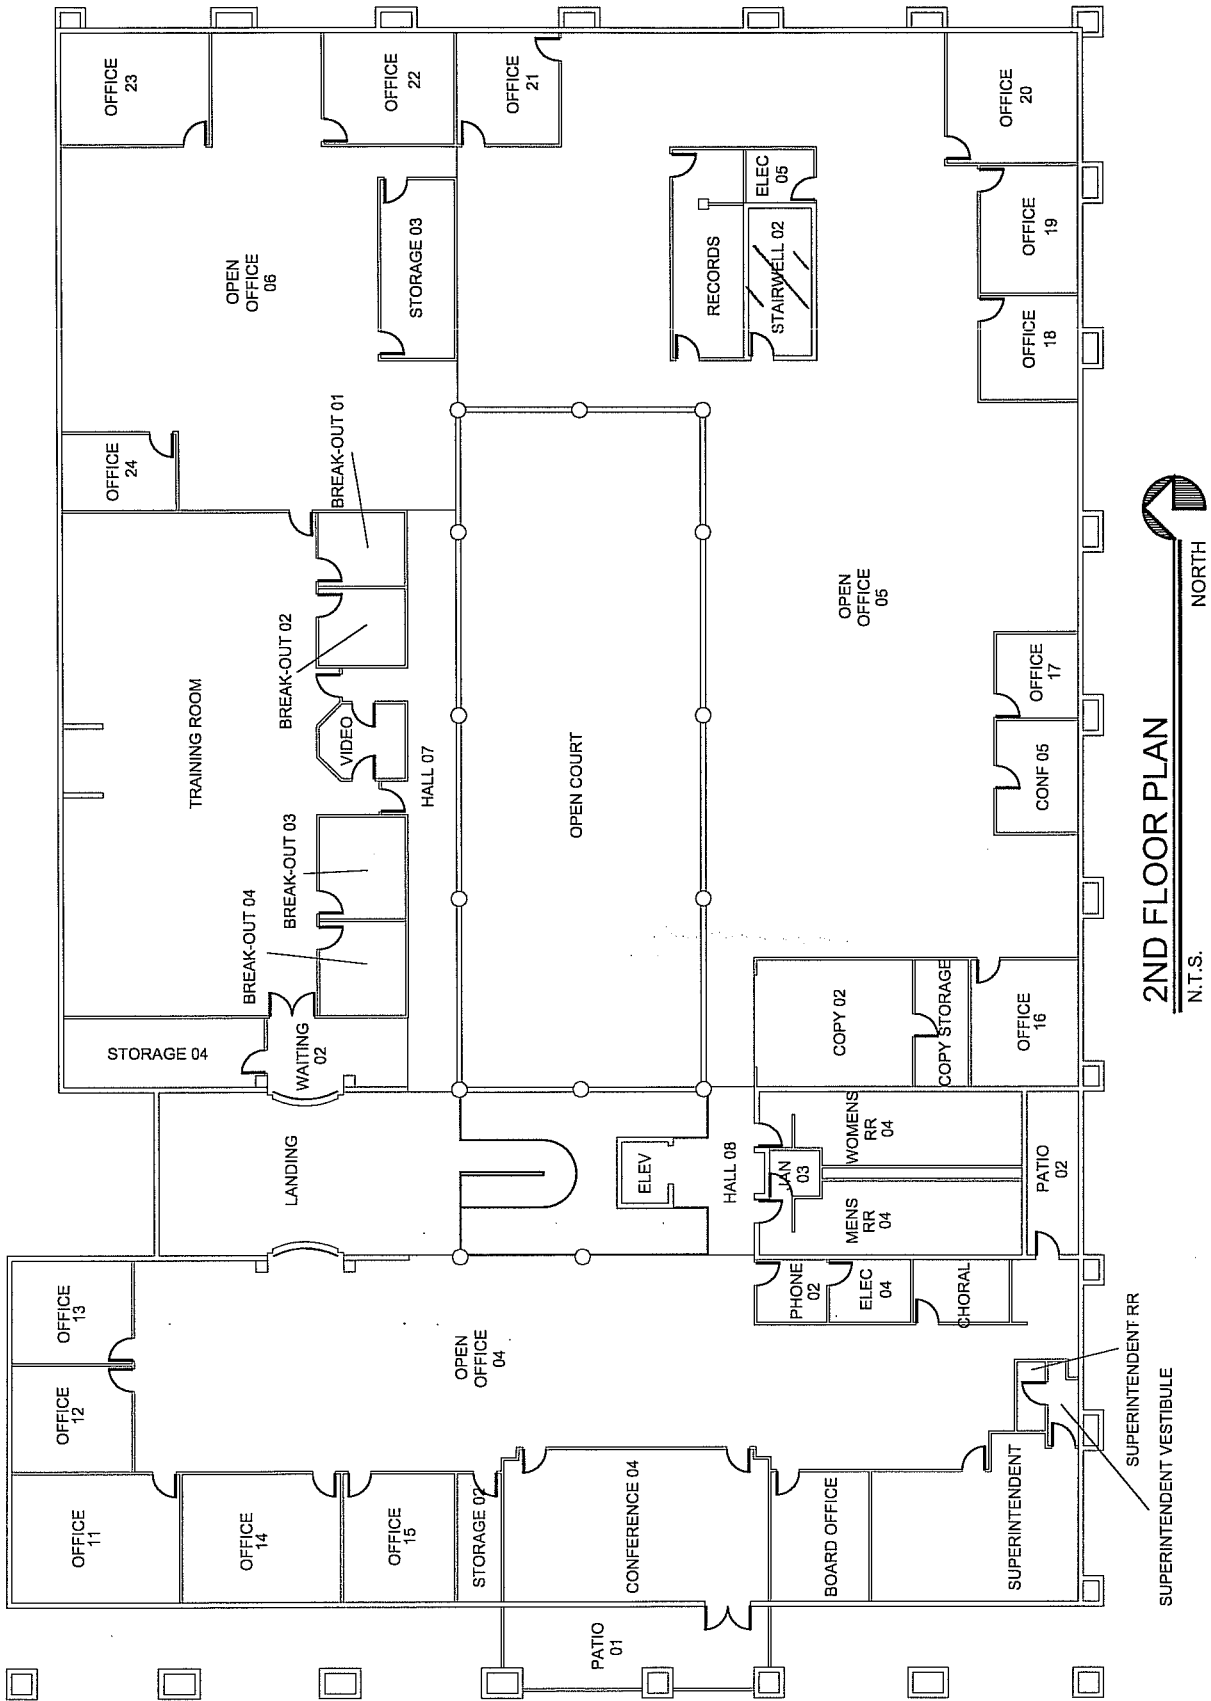 OFFICE
23
OFFICE
22
OFFICE
21
OFFICE
20
OPEN
OFFICE
06
STORAGE 03
RECORDS
ELEC
05
STAIRWELL 02
OFFICE
19
OFFICE
18
OFFICE
24
BREAK-OUT 01
BREAK-OUT 02
TRAINING ROOM
VIDEO
HALL 07
BREAK-OUT 03
BREAK-OUT 04
OPEN COURT
OPEN
OFFICE
05
OFFICE
17
CONF 05
STORAGE 04
WAITING
02
COPY 02
COPY STORAGE
OFFICE
16
LANDING
ELEV
HALL 08
JAN
03
WOMENS
RR
04
MENS
RR
04
PATIO
02
OFFICE
13
OFFICE
12
OPEN
OFFICE
04
PHONE
02
ELEC
04
CHORAL
OFFICE
11
OFFICE
14
OFFICE
15
STORAGE 02
CONFERENCE 04
BOARD OFFICE
SUPERINTENDENT
SUPERINTENDENT RR
SUPERINTENDENT VESTIBULE
PATIO
01
2ND FLOOR PLAN
N.T.S.
NORTH